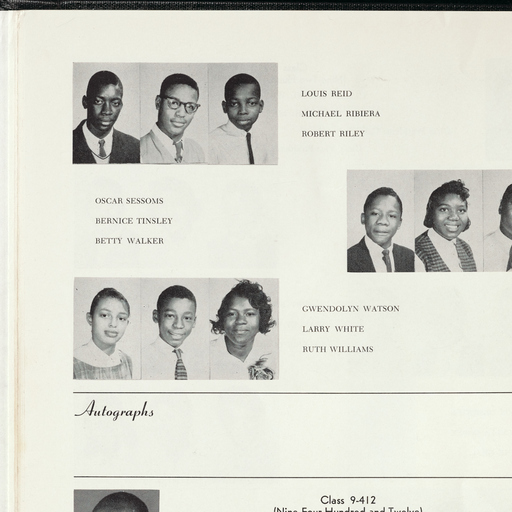 LOUIS REID
MICHAEL RIBIERA
ROBERT RILEY
OSCAR SESSOMS
BERNICE TINSLEY
BETTY WALKER
GWENDOLYN WATSON
LARRY WHITE
RUTH WILLIAMS
Autographs
Class 9-412
(Nine Four Hundred and Twelve)